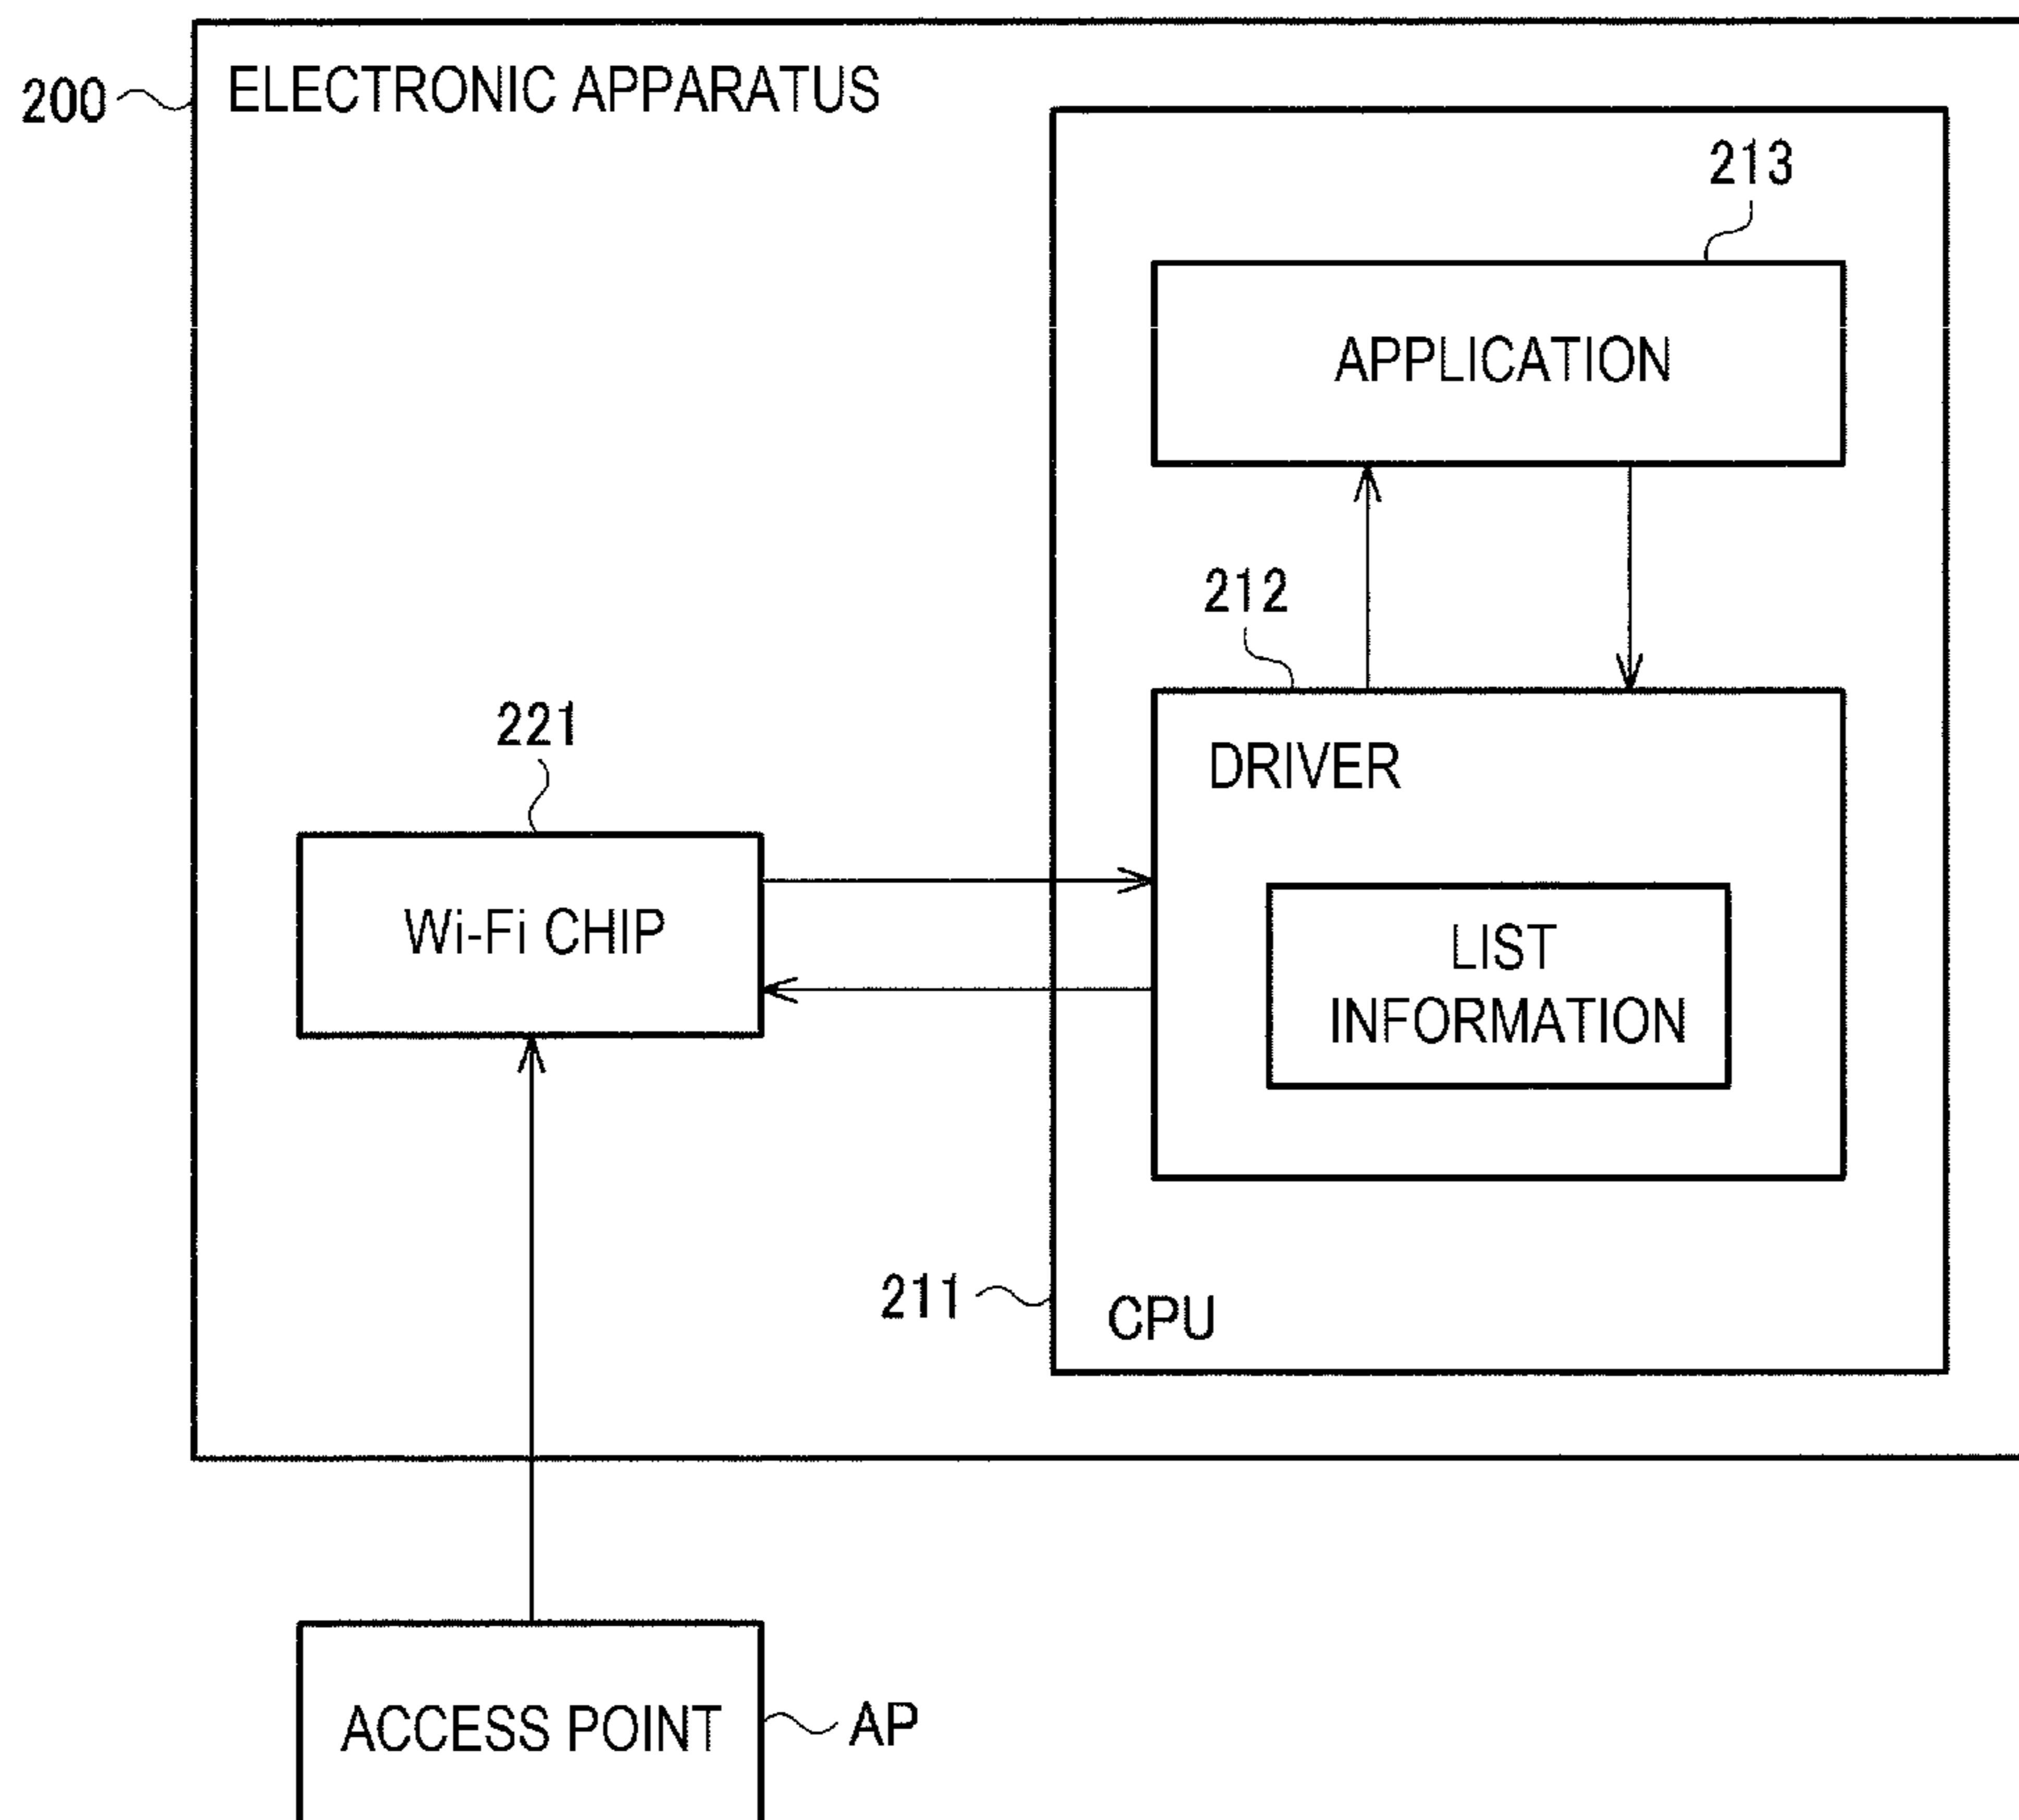 200
ELECTRONIC APPARATUS
213
APPLICATION
212
DRIVER
221
Wi-Fi CHIP
LIST
INFORMATION
211
CPU
ACCESS POINT
AP